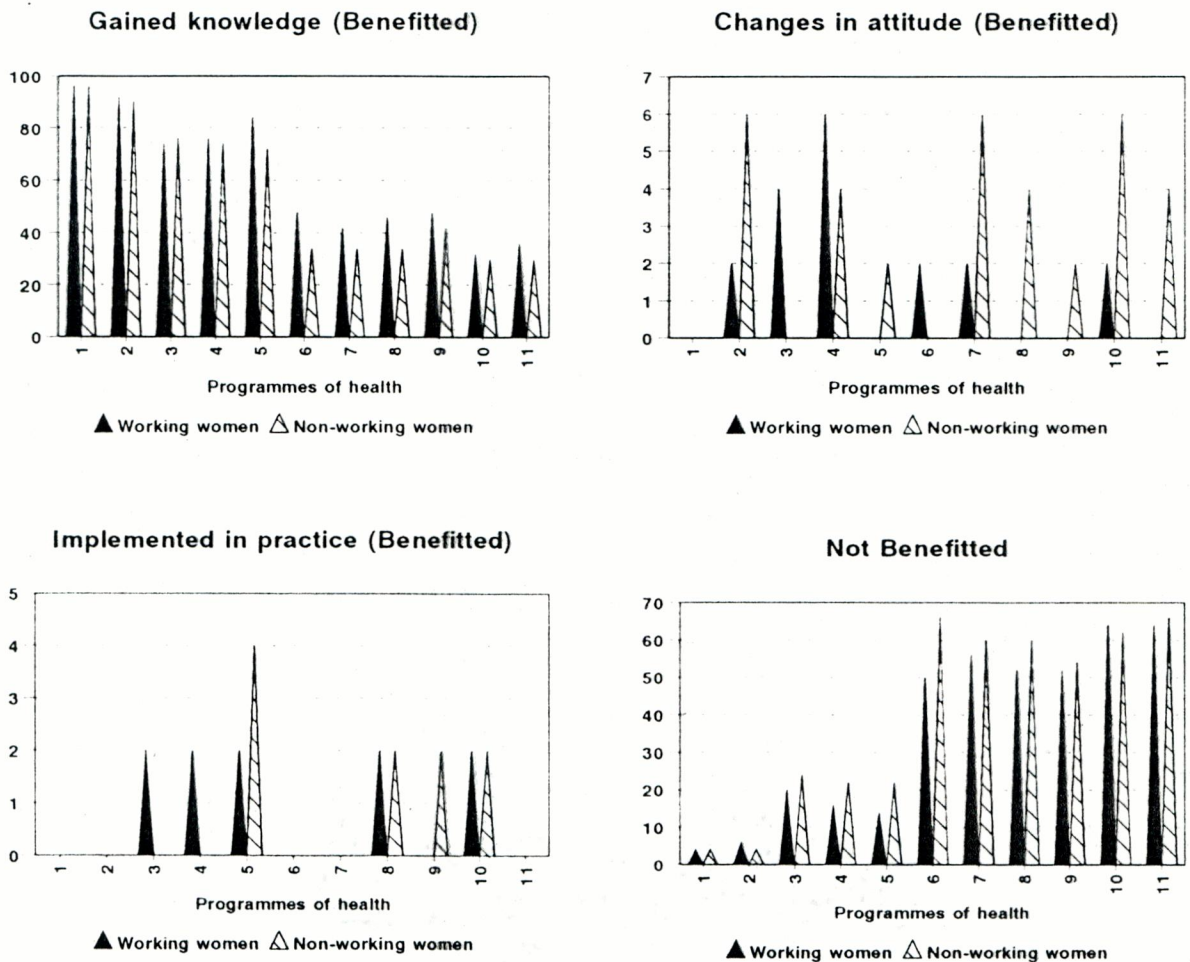 Gained knowledge (Benefitted)
100
80
60
40
20
0
1 2 3 4 5 6 7 8 9 10 11
Programmes of health
Working women Non-working women
Changes in attitude (Benefitted)
7
6
5
4
3
2
1
0
1 2 3 4 5 6 7 8 9 10 11
Programmes of health
Working women Non-working women
Implemented in practice (Benefitted)
5
4
3
2
1
0
1 2 3 4 5 6 7 8 9 10 11
Programmes of health
Working women Non-working women
Not Benefitted
70
60
50
40
30
20
10
0
1 2 3 4 5 6 7 8 9 10 11
Programmes of health
Working women Non-working women